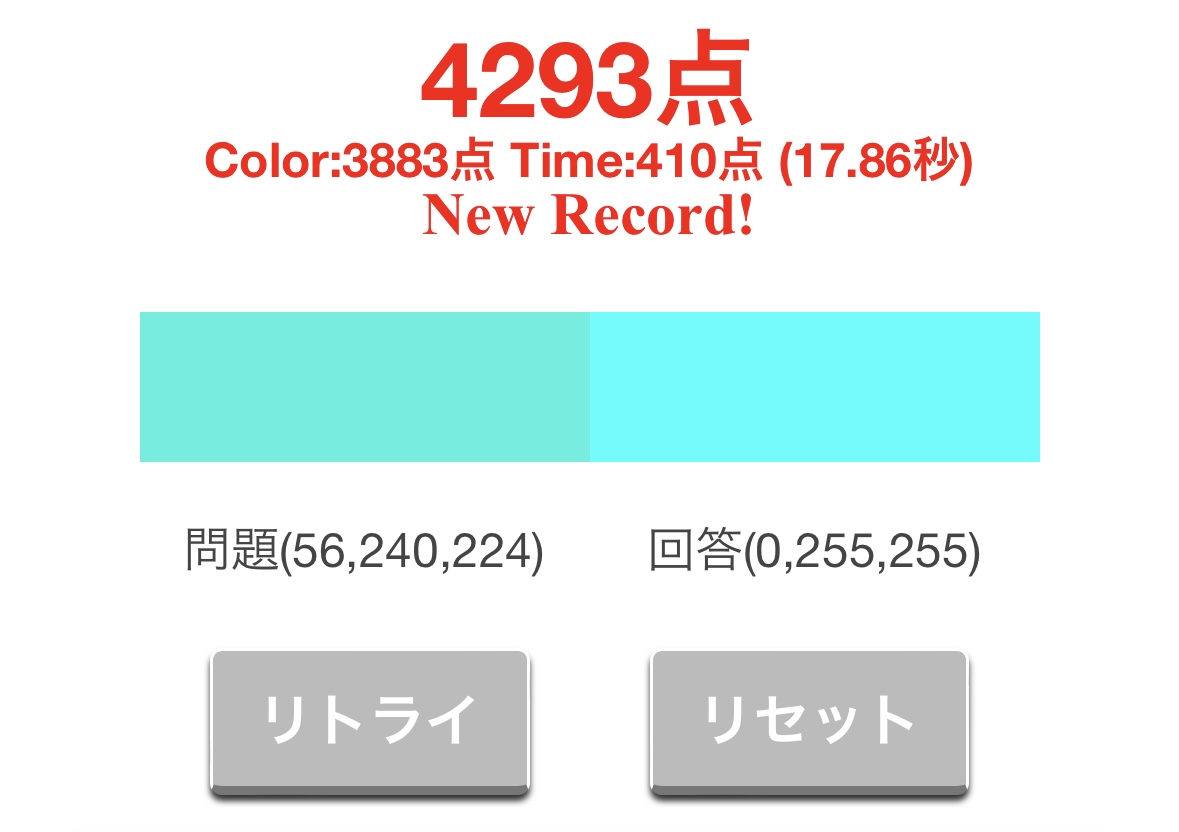 4293点
Color:3883点 Time:410点 (17.86秒)
New Record!
問題(56,240,224) 回答(0,255,255)
リトライ リセット